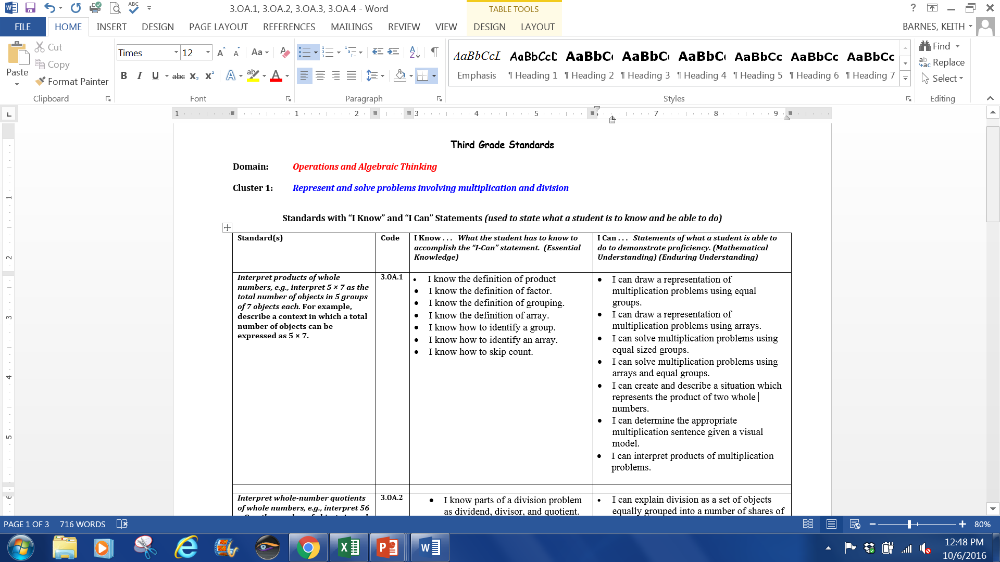 3.OA.1, 3.OA.2, 3.OA.3, 3.OA.4 - Word
TABLE TOOLS
FILE HOME INSERT DESIGN PAGE LAYOUT REFERENCES MAILINGS REVIEW VIEW DESIGN LAYOUT
BARNES, KEITH
Paste
Cut
Copy
Format Painter
Clipboard
Times 12
Font
Paragraph
AaBbCcL AaBbCcD AaBbC AaBbC AaBbC AaBbCc AaBbCc AaBbCc
Emphasis ¶ Heading 1 ¶ Heading 2 ¶ Heading 3 ¶ Heading 4 ¶ Heading 5 ¶ Heading 6 ¶ Heading 7
Styles
Find
Replace
Select
Editing
1 1 2 3 4 5 7 8 9
Third Grade Standards
Domain: Operations and Algebraic Thinking
Cluster 1: Represent and solve problems involving multiplication and division
Standards with “I Know” and “I Can” Statements (used to state what a student is to know and be able to do)
Standard(s)
Code
I Know . . . What the student has to know to
accomplish the “I-Can” statement. (Essential
Knowledge)
I Can . . . Statements of what a student is able to
do to demonstrate proficiency. (Mathematical
Understanding) (Enduring Understanding)
Interpret products of whole
numbers, e.g., interpret 5 × 7 as the
total number of objects in 5 groups
of 7 objects each. For example,
describe a context in which a total
number of objects can be
expressed as 5 × 7.
3.OA.1
• I know the definition of product
• I know the definition of factor.
• I know the definition of grouping.
• I know the definition of array.
• I know how to identify a group.
• I know how to identify an array.
• I know how to skip count.
• I can draw a representation of
multiplication problems using equal
groups.
• I can draw a representation of
multiplication problems using arrays.
• I can solve multiplication problems using
equal sized groups.
• I can solve multiplication problems using
arrays and equal groups.
• I can create and describe a situation which
represents the product of two whole
numbers.
• I can determine the appropriate
multiplication sentence given a visual
model.
• I can interpret products of multiplication
problems.
Interpret whole-number quotients
of whole numbers, e.g., interpret 56
3.OA.2
• I know parts of a division problem
as dividend, divisor, and quotient.
• I can explain division as a set of objects
equally grouped into a number of shares of
PAGE 1 OF 3 716 WORDS
80%
12:48 PM
10/6/2016